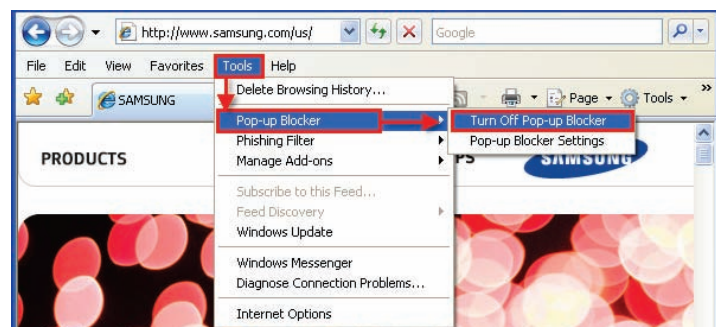 http://www.samsung.com/us/
Google
File Edit View Favorites Tools Help
SAMSUNG
Page Tools »
Delete Browsing History...
Pop-up Blocker
Turn Off Pop-up Blocker
Phishing Filter
Pop-up Blocker Settings
Manage Add-ons
PRODUCTS
PS
SAMSUNG
Subscribe to this Feed...
Feed Discovery
Windows Update
Windows Messenger
Diagnose Connection Problems...
Internet Options